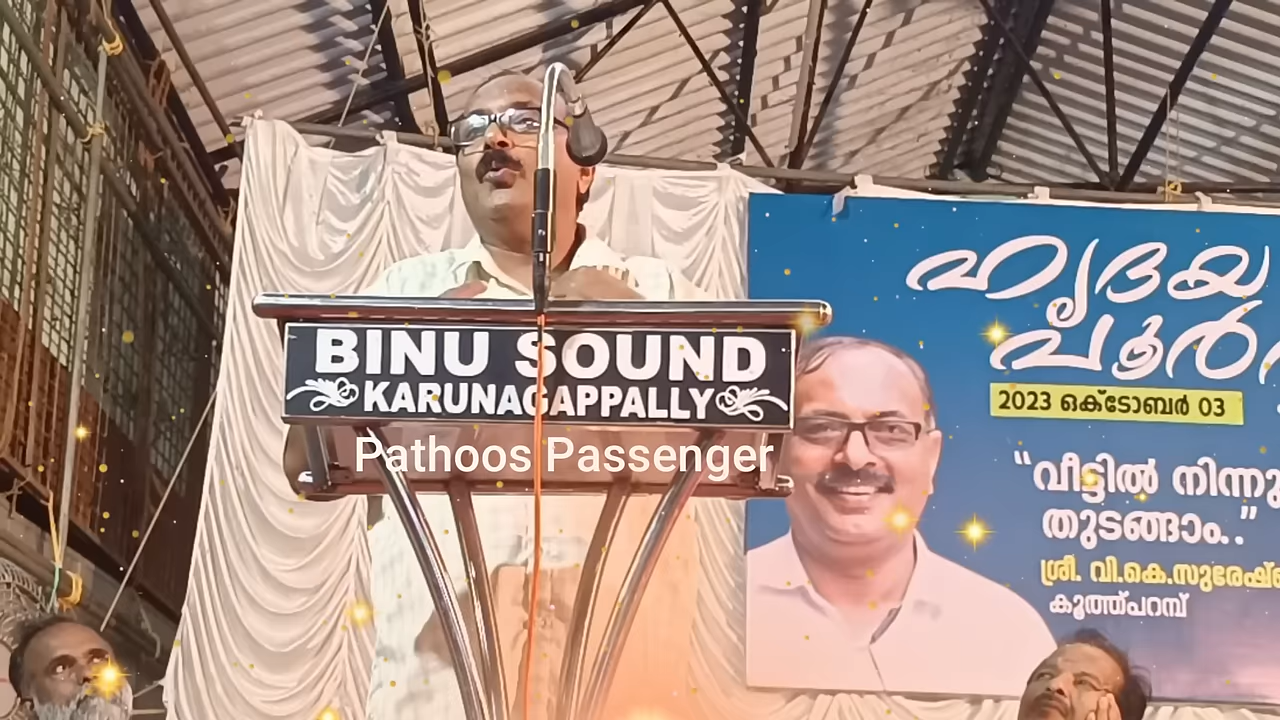 BINU SOUND
KARUNAGAPPALLY
Pathoos Passenger
ഹൃദയ
2023 ഒക്ടോബർ 03
“വീട്ടിൽ നിന്നു
തുടങ്ങാം..”
ശ്രീ. വി.കെ.സുരേഷ്
കൂത്ത്പറമ്പ്